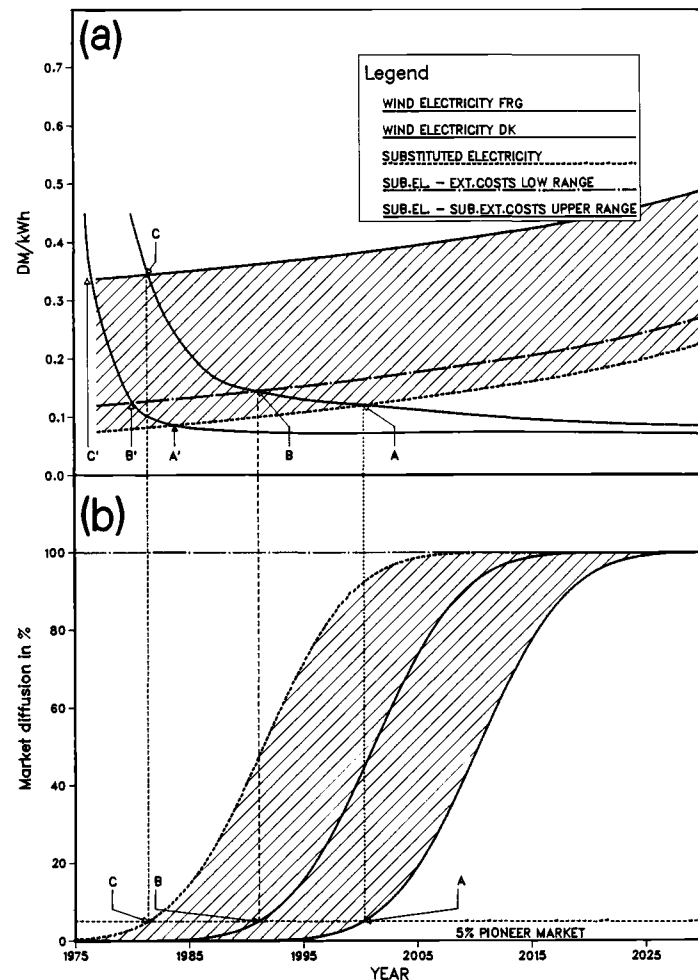 (a)
0.8
0.7
0.6
0.5
0.4
0.3
0.2
0.1
0.0
DM/kWh
Legend
WIND ELECTRICITY FRG
WIND ELECTRICITY DK
SUBSTITUTED ELECTRICITY
SUB.EL. - EXT.COSTS LOW RANGE
SUB.EL. - SUB.EXT.COSTS UPPER RANGE
C
C' B' A' B A
(b)
100
80
60
40
20
0
Market diffusion in %
C B A
5% PIONEER MARKET
1975 1985 1995 2005 2015 2025
YEAR